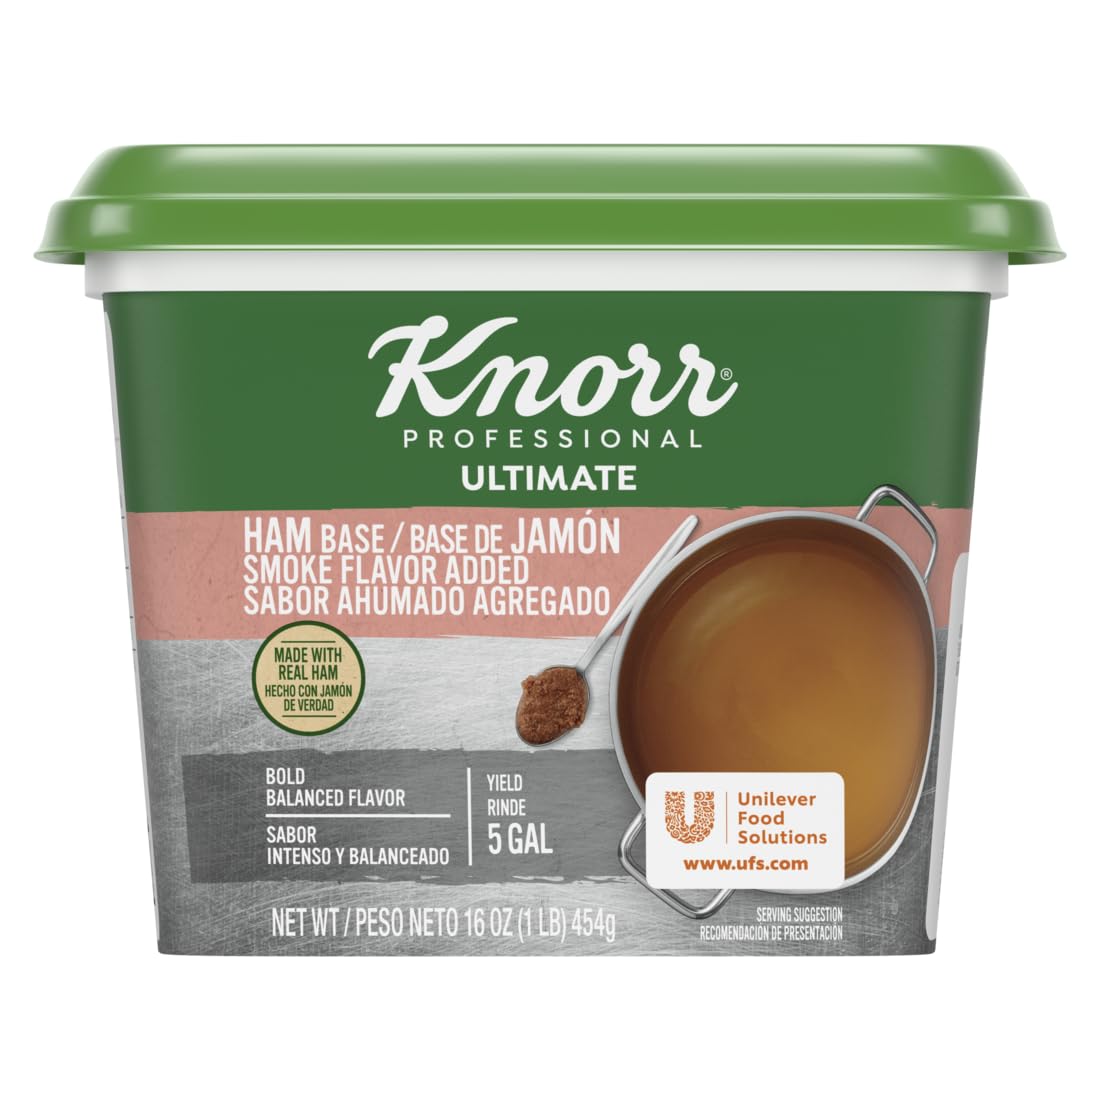 Knorr®
PROFESSIONAL
ULTIMATE
HAM BASE / BASE DE JAMÓN
SMOKE FLAVOR ADDED
SABOR AHUMADO AGREGADO
MADE WITH
REAL HAM
HECHO CON JAMÓN
DE VERDAD
BOLD
BALANCED FLAVOR
SABOR
INTENSO Y BALANCEADO
YIELD
RINDE
5 GAL
Unilever
Food
Solutions
www.ufs.com
NET WT / PESO NETO 16 OZ (1 LB) 454g
SERVING SUGGESTION
RECOMENDACIÓN DE PRESENTACIÓN